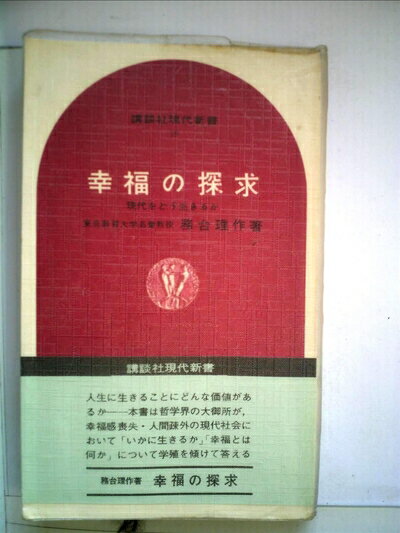 講談社現代新書
幸福の探求
現代をどう生きるか
東京教育大学名誉教授 務台理作著
講談社現代新書
人生に生きることにどんな価値があ
るか──本書は哲学界の大御所が，
幸福感喪失・人間疎外の現代社会に
おいて「いかに生きるか」「幸福とは
何か」について学殖を傾けて答える
務台理作著 幸福の探求